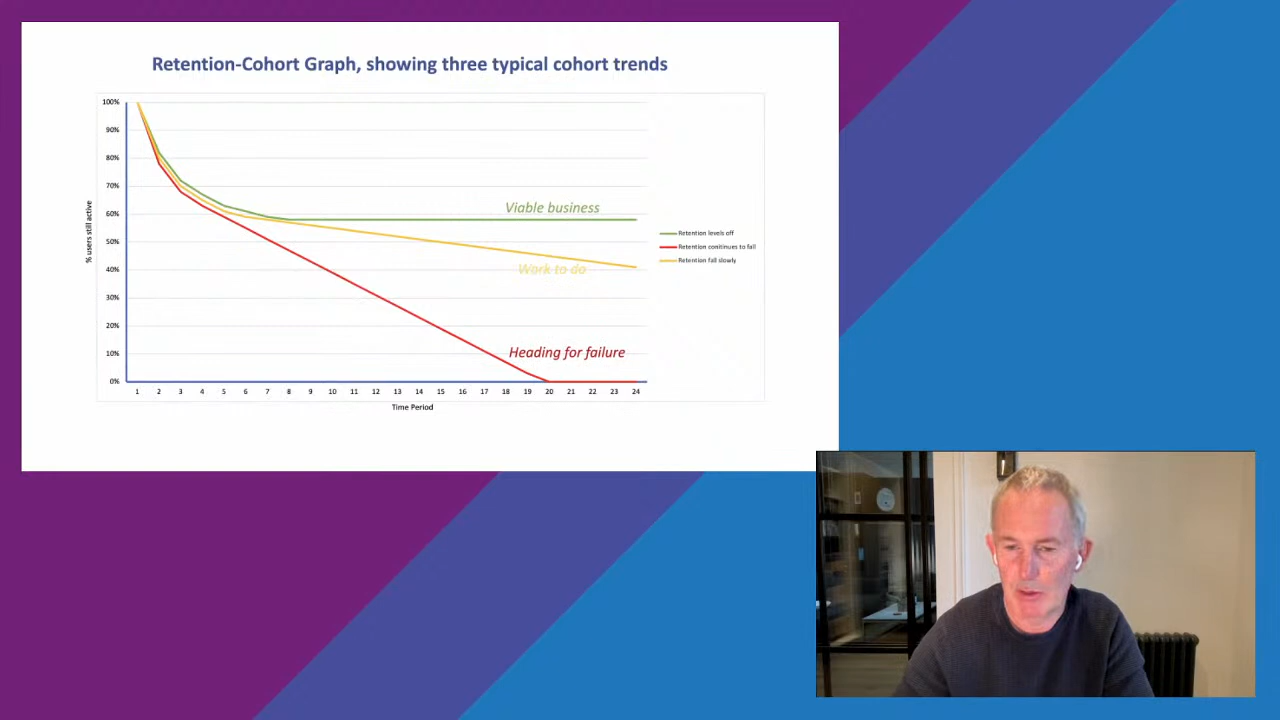 Retention-Cohort Graph, showing three typical cohort trends
100%
90%
80%
70%
60%
50%
40%
30%
20%
10%
0%
% users still active
Viable business
Work to do
Heading for failure
Retention levels off
Retention conitinues to fall
Retention fall slowly
1 2 3 4 5 6 7 8 9 10 11 12 13 14 15 16 17 18 19 20 21 22 23 24
Time Period